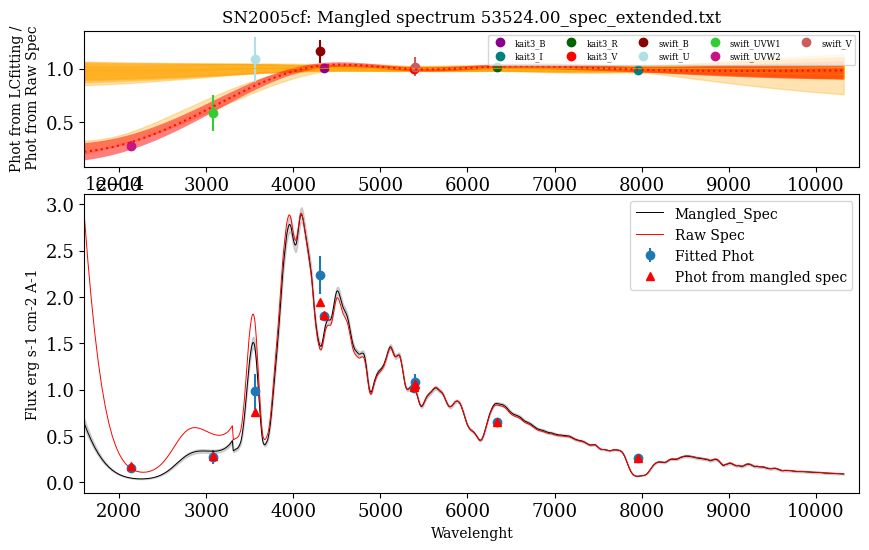 SN2005cf: Mangled spectrum 53524.00_spec_extended.txt
Phot from LCfitting /
Phot from Raw Spec
1.0
0.5
kait3_B
kait3_R
swift_B
swift_UVW1
swift_V
kait3_I
kait3_V
swift_U
swift_UVW2
2000
3000
4000
5000
6000
7000
8000
9000
10000
1e−14
Flux erg s-1 cm-2 A-1
3.0
2.5
2.0
1.5
1.0
0.5
0.0
Mangled_Spec
Raw Spec
Fitted Phot
Phot from mangled spec
2000
3000
4000
5000
6000
7000
8000
9000
10000
Wavelenght